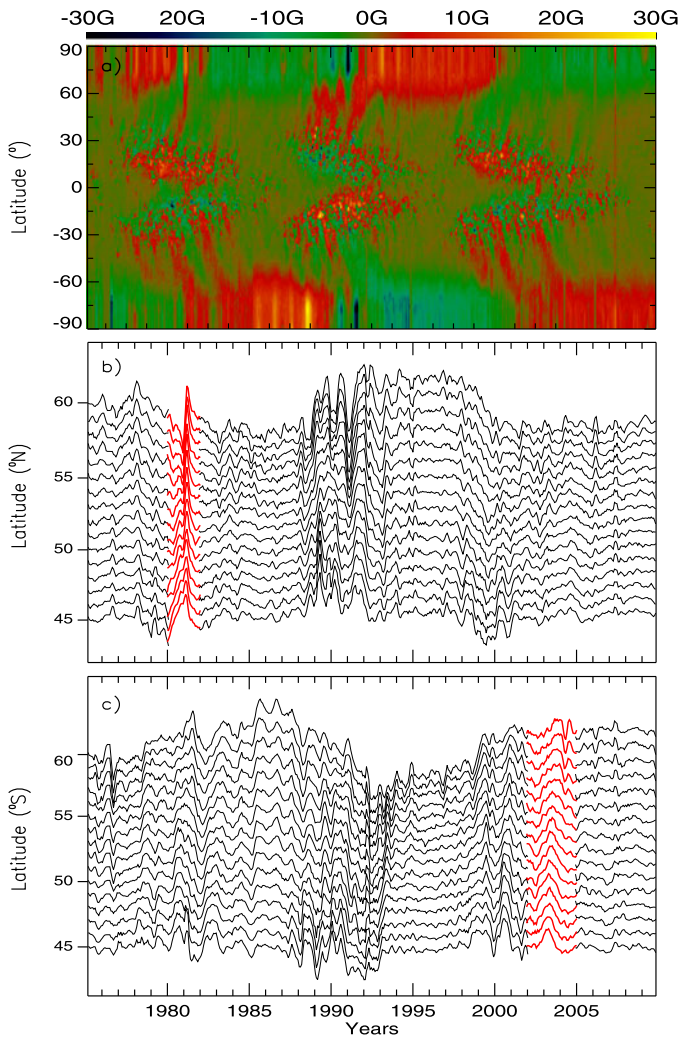 -30G 20G -10G 0G 10G 20G 30G
90
a)
60
30
Latitude (°)
0
-30
-60
-90
b)
60
55
Latitude (°N)
50
45
c)
60
55
Latitude (°S)
50
45
1980 1985 1990 1995 2000 2005
Years